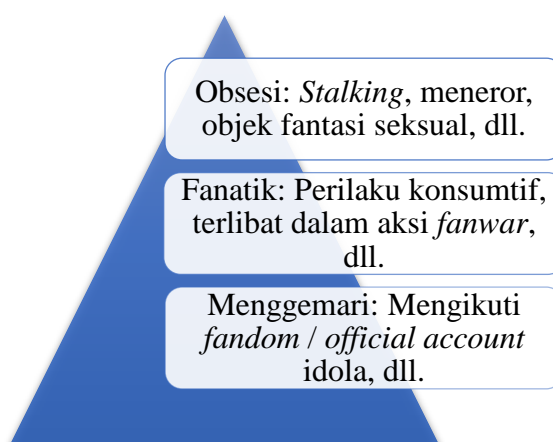 Obsesi: Stalking, meneror,
objek fantasi seksual, dll.
Fanatik: Perilaku konsumtif,
terlibat dalam aksi fanwar,
dll.
Menggemari: Mengikuti
fandom / official account
idola, dll.